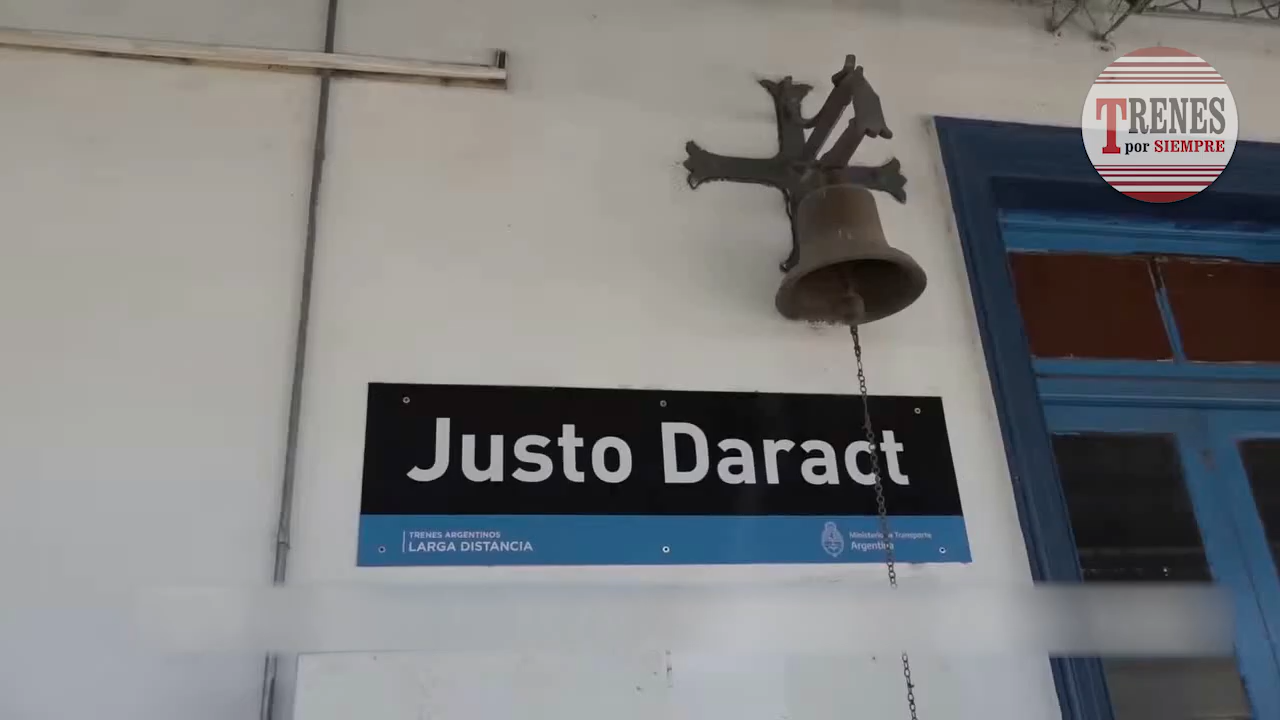 TRENES
por SIEMPRE
Justo Daract
TRENES ARGENTINOS
LARGA DISTANCIA
Ministerio de Transporte
Argentina